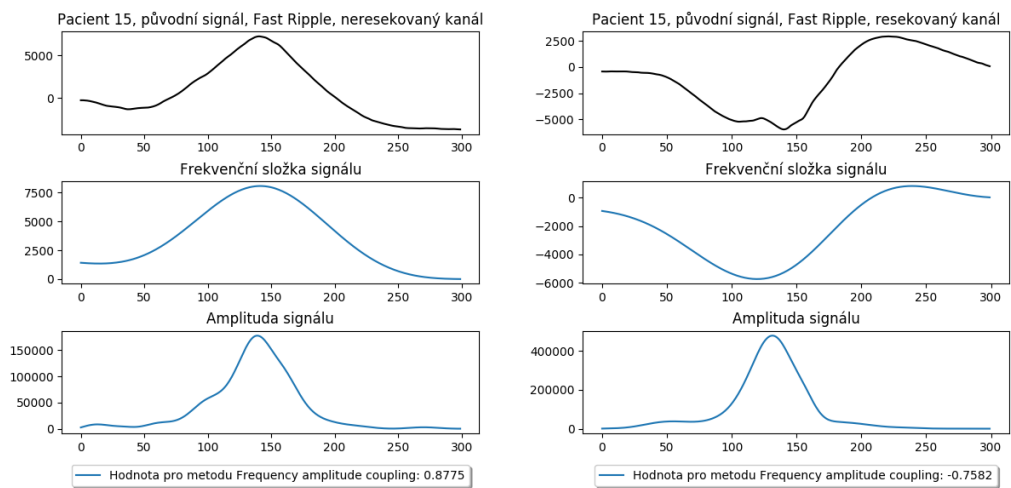 Pacient 15, původní signál, Fast Ripple, neresekovaný kanál
5000
0
0 50 100 150 200 250 300
Frekvenční složka signálu
7500
5000
2500
0
0 50 100 150 200 250 300
Amplituda signálu
150000
100000
50000
0
0 50 100 150 200 250 300
Hodnota pro metodu Frequency amplitude coupling: 0.8775
Pacient 15, původní signál, Fast Ripple, resekovaný kanál
2500
0
−2500
−5000
0 50 100 150 200 250 300
Frekvenční složka signálu
0
−2000
−4000
−6000
0 50 100 150 200 250 300
Amplituda signálu
400000
200000
0
0 50 100 150 200 250 300
Hodnota pro metodu Frequency amplitude coupling: -0.7582